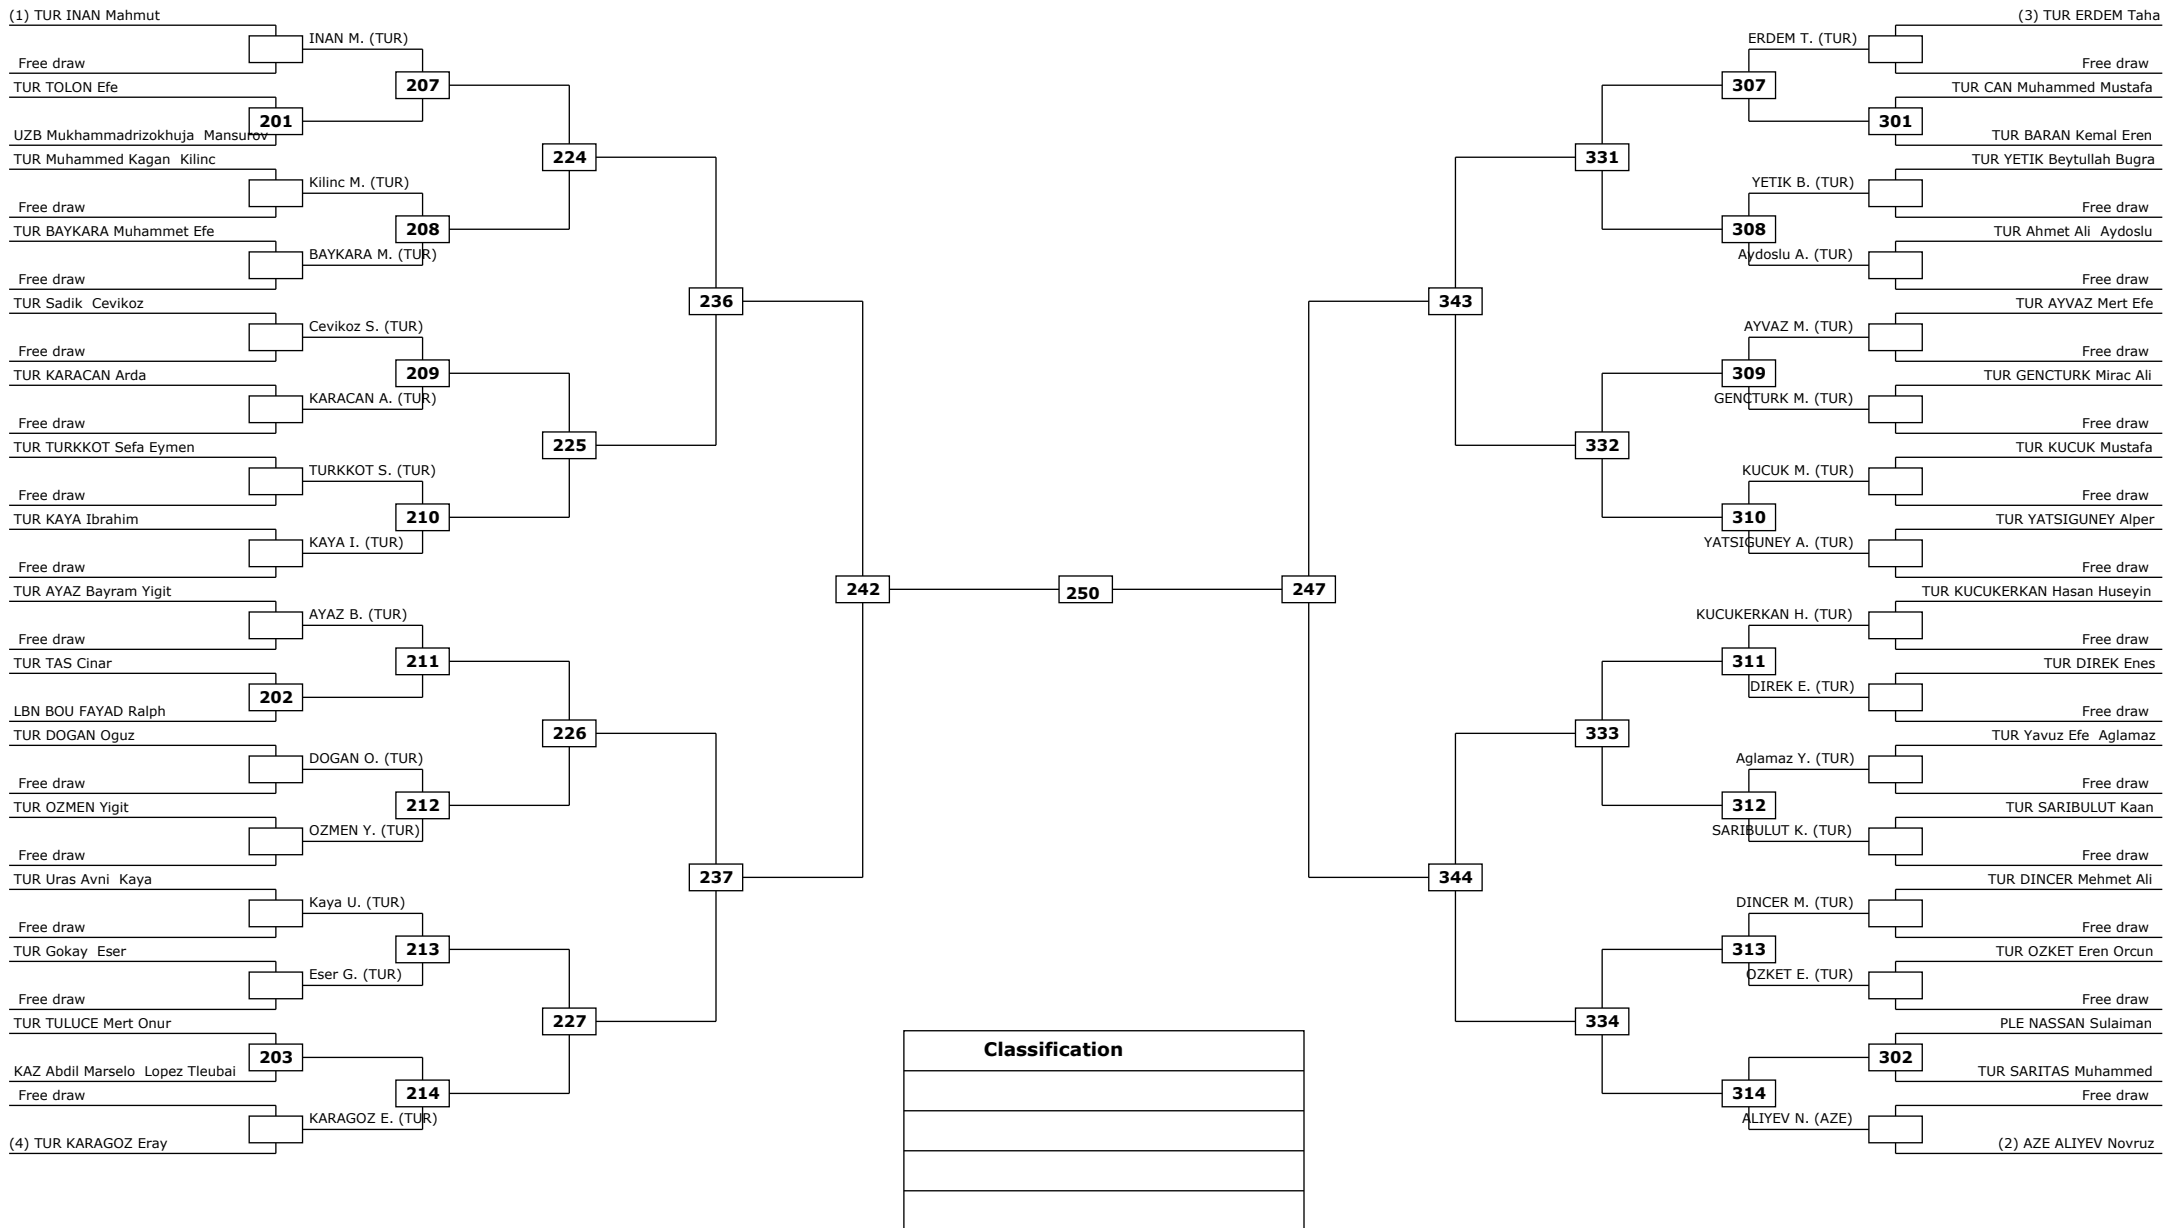 (1) TUR INAN Mahmut
INAN M. (TUR)
Free draw
207
TUR TOLON Efe
201
UZB Mukhammadrizokhuja  Mansurov
224
TUR Muhammed Kagan  Kilinc
Kilinc M. (TUR)
Free draw
208
TUR BAYKARA Muhammet Efe
BAYKARA M. (TUR)
Free draw
236
TUR Sadik  Cevikoz
Cevikoz S. (TUR)
Free draw
209
TUR KARACAN Arda
KARACAN A. (TUR)
Free draw
225
TUR TURKKOT Sefa Eymen
TURKKOT S. (TUR)
Free draw
210
TUR KAYA Ibrahim
KAYA I. (TUR)
Free draw
242
TUR AYAZ Bayram Yigit
AYAZ B. (TUR)
Free draw
211
TUR TAS Cinar
202
LBN BOU FAYAD Ralph
226
TUR DOGAN Oguz
DOGAN O. (TUR)
Free draw
212
TUR OZMEN Yigit
OZMEN Y. (TUR)
Free draw
237
TUR Uras Avni  Kaya
Kaya U. (TUR)
Free draw
213
TUR Gokay  Eser
Eser G. (TUR)
Free draw
227
TUR TULUCE Mert Onur
203
KAZ Abdil Marselo  Lopez Tleubai
214
Free draw
KARAGOZ E. (TUR)
(4) TUR KARAGOZ Eray
250
(3) TUR ERDEM Taha
ERDEM T. (TUR)
Free draw
307
TUR CAN Muhammed Mustafa
301
TUR BARAN Kemal Eren
331
TUR YETIK Beytullah Bugra
YETIK B. (TUR)
Free draw
308
TUR Ahmet Ali  Aydoslu
Aydoslu A. (TUR)
Free draw
343
TUR AYVAZ Mert Efe
AYVAZ M. (TUR)
Free draw
309
TUR GENCTURK Mirac Ali
GENCTURK M. (TUR)
Free draw
332
TUR KUCUK Mustafa
KUCUK M. (TUR)
Free draw
310
TUR YATSIGUNEY Alper
YATSIGUNEY A. (TUR)
Free draw
247
TUR KUCUKERKAN Hasan Huseyin
KUCUKERKAN H. (TUR)
Free draw
311
TUR DIREK Enes
DIREK E. (TUR)
Free draw
333
TUR Yavuz Efe  Aglamaz
Aglamaz Y. (TUR)
Free draw
312
TUR SARIBULUT Kaan
SARIBULUT K. (TUR)
Free draw
344
TUR DINCER Mehmet Ali
DINCER M. (TUR)
Free draw
313
TUR OZKET Eren Orcun
OZKET E. (TUR)
Free draw
334
PLE NASSAN Sulaiman
302
TUR SARITAS Muhammed
314
Free draw
ALIYEV N. (AZE)
(2) AZE ALIYEV Novruz
Classification